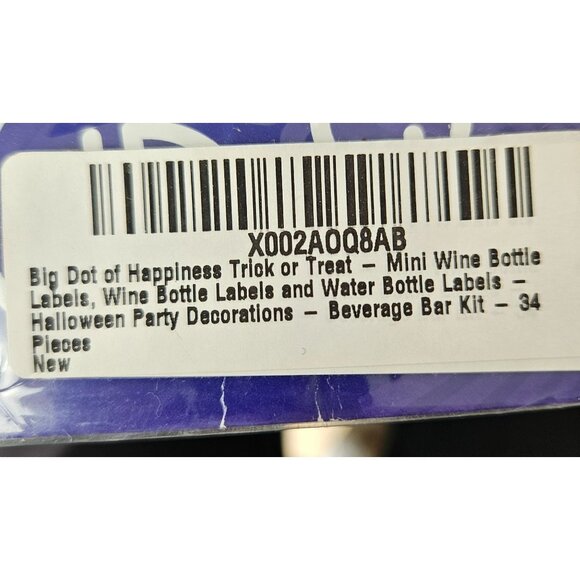 X002AOQ8AB
Big Dot of Happiness Trick or Treat – Mini Wine Bottle
Labels, Wine Bottle Labels and Water Bottle Labels –
Halloween Party Decorations – Beverage Bar Kit – 34
Pieces
New